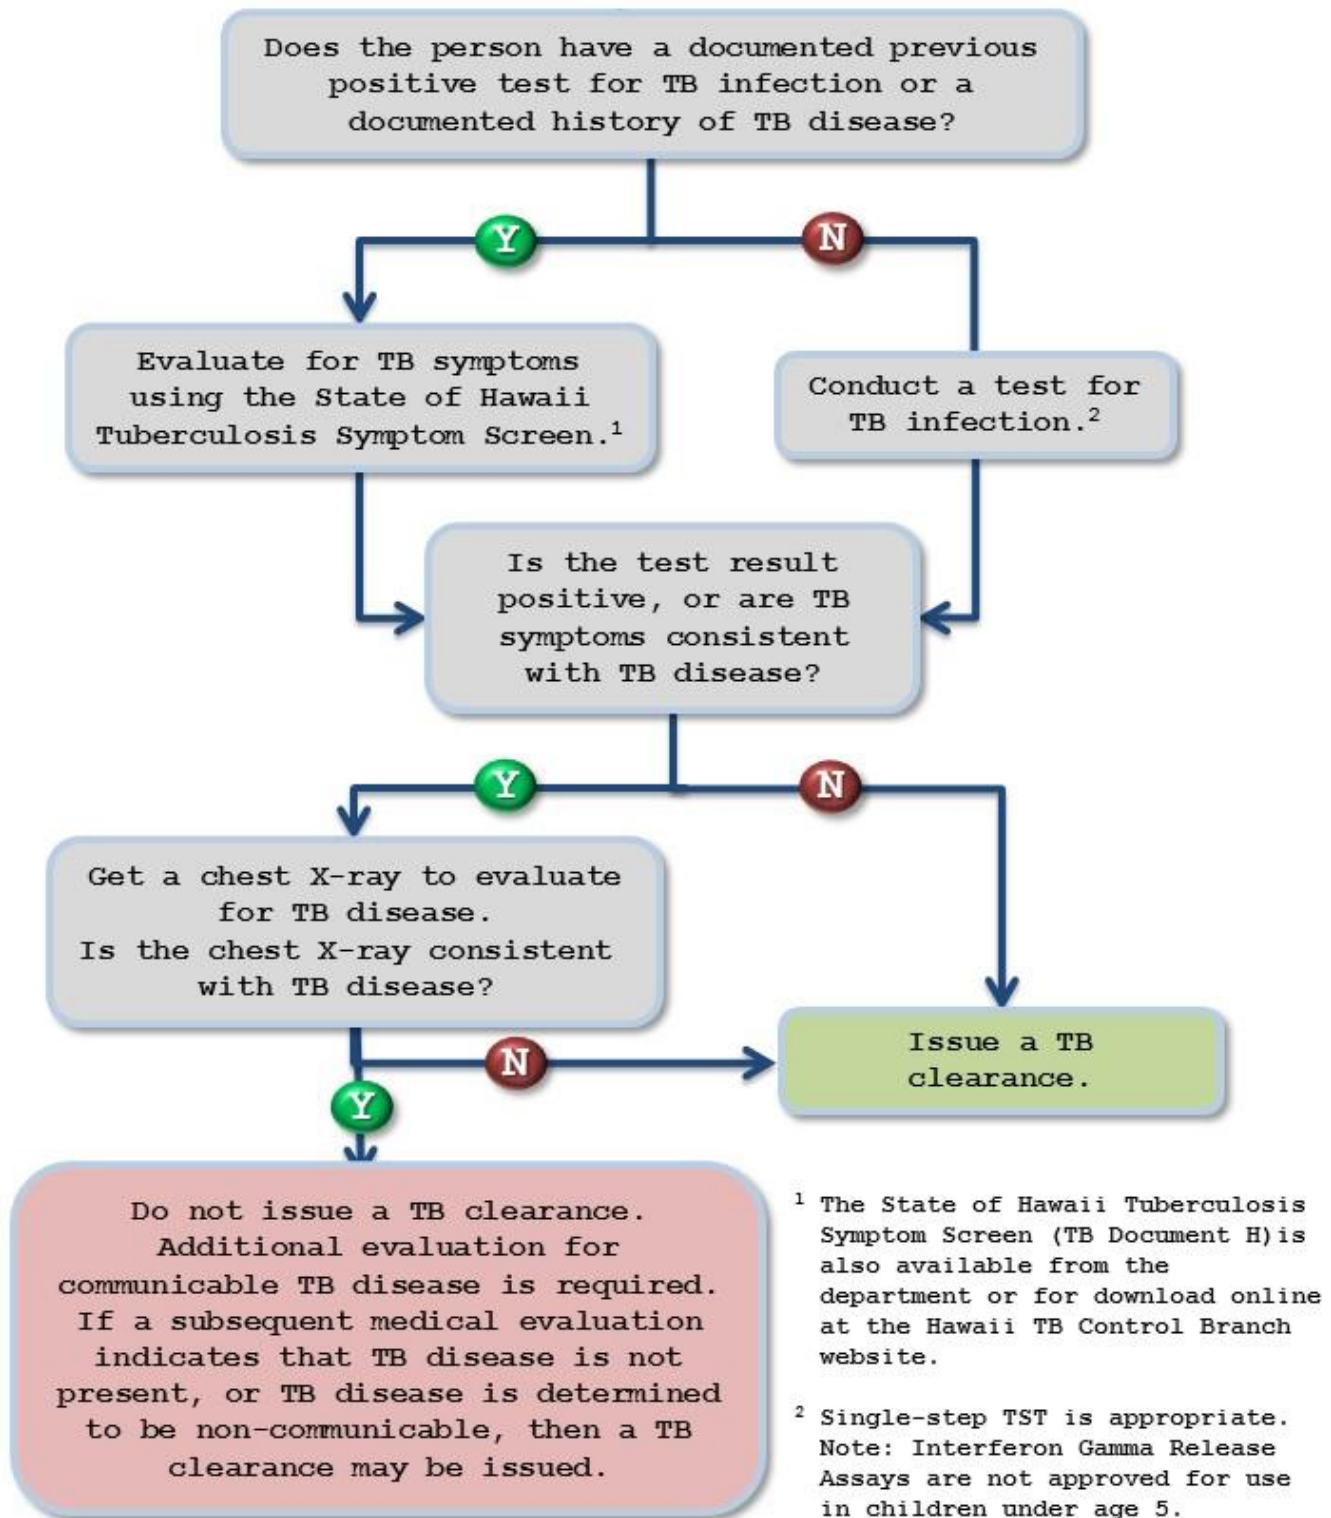 Does the person have a documented previous
positive test for TB infection or a
documented history of TB disease?
Y
N
Evaluate for TB symptoms
using the State of Hawaii
Tuberculosis Symptom Screen.¹
Conduct a test for
TB infection.²
Is the test result
positive, or are TB
symptoms consistent
with TB disease?
Y
N
Get a chest X-ray to evaluate
for TB disease.
Is the chest X-ray consistent
with TB disease?
N
Issue a TB
clearance.
Y
Do not issue a TB clearance.
Additional evaluation for
communicable TB disease is required.
If a subsequent medical evaluation
indicates that TB disease is not
present, or TB disease is determined
to be non-communicable, then a TB
clearance may be issued.
¹ The State of Hawaii Tuberculosis
Symptom Screen (TB Document H)is
also available from the
department or for download online
at the Hawaii TB Control Branch
website.
² Single-step TST is appropriate.
Note: Interferon Gamma Release
Assays are not approved for use
in children under age 5.